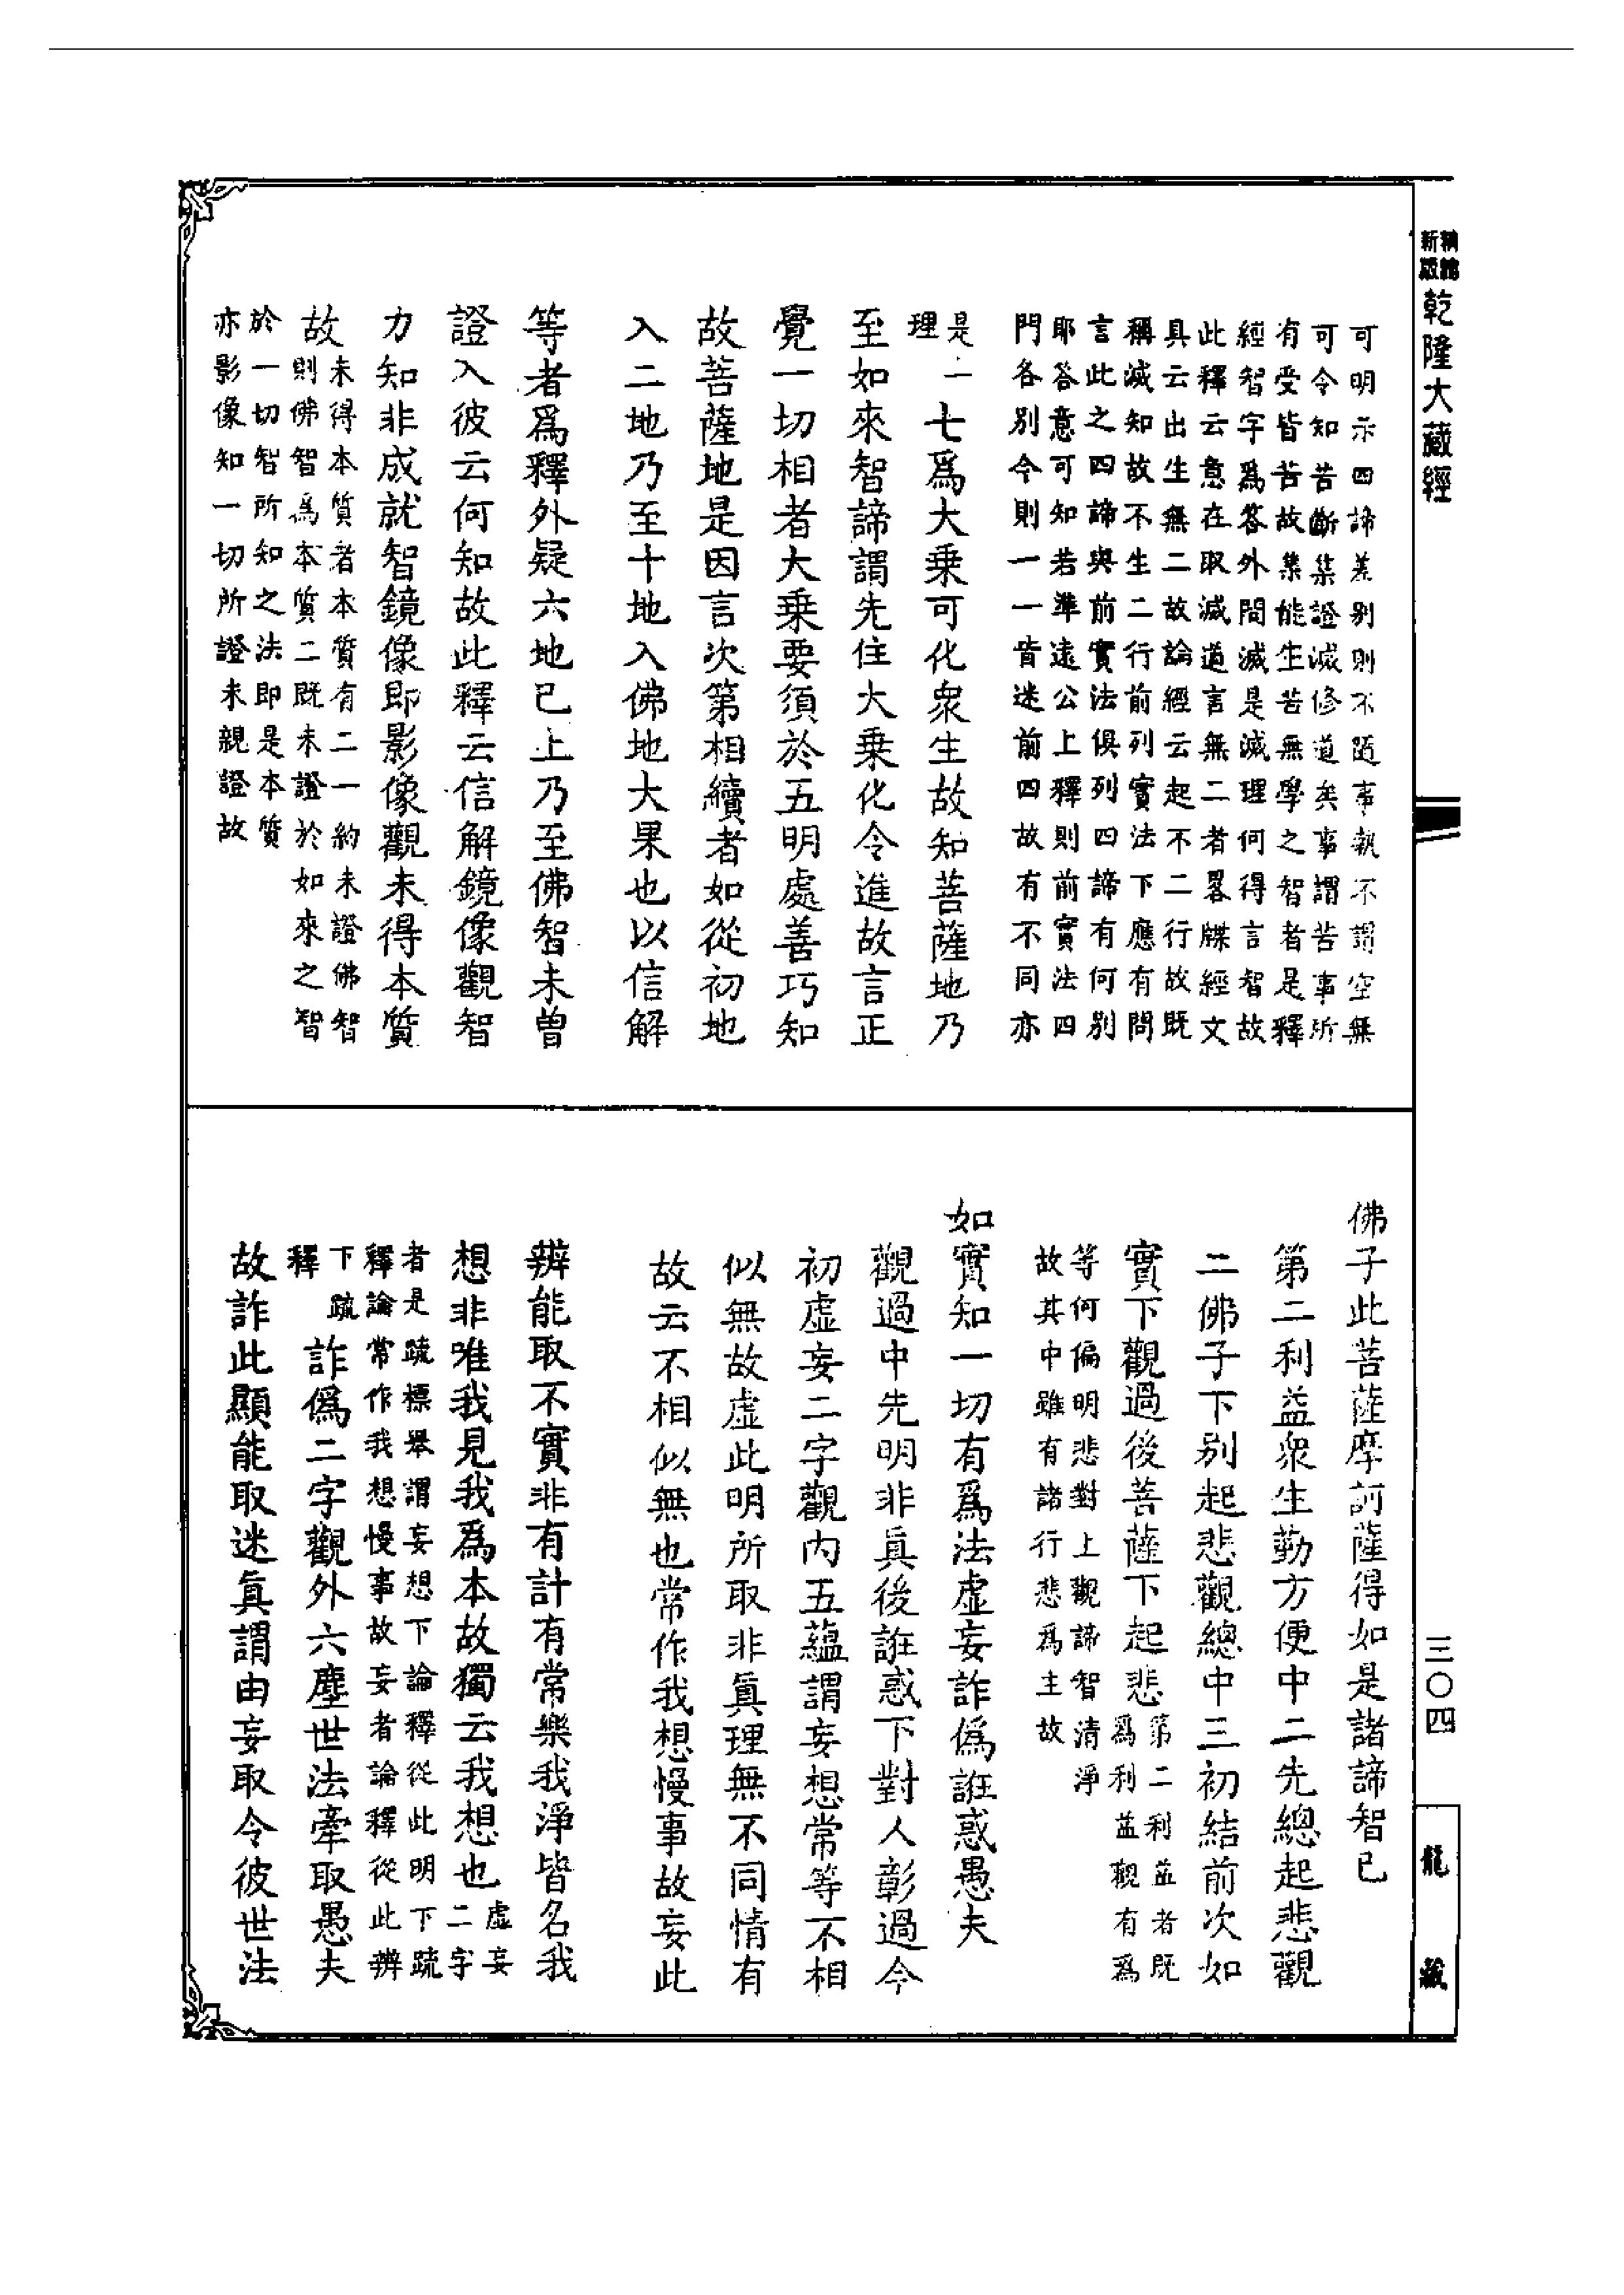 新編縮版
乾隆大藏經
可明示四諦差別則不隨事執不謂空無
可令知苦斷集證滅修道矣事謂苦事所
有受皆苦故集能生苦無學之智者是釋
經智字爲答外問滅是滅理何得言智故
此釋云意在取滅道言無二者畧牒經文
具云出生無二故論經云起不二行故既
稱滅知故不生二行前列實法下應有問
言此之四諦與前實法俱列四諦有何別
耶答意可知若準遠公上釋則前實法四
門各別今則一一皆迷前四故有不同亦
是一
理
七爲大乗可化衆生故知菩薩地乃
至如來智諦謂先住大乗化令進故言正
覺一切相者大乗要須於五明處善巧知
故菩薩地是因言次第相續者如從初地
入二地乃至十地入佛地大果也以信解
等者爲釋外疑六地已上乃至佛智未曽
證入彼云何知故此釋云信解鏡像觀智
力知非成就智鏡像即影像觀未得本質
故
未得本質者本質有二一約未證佛智
則佛智爲本質二既未證於如來之智
於一切智所知之法即是本質
亦影像知一切所證未親證故
佛子此菩薩摩訶薩得如是諸諦智已
第二利益衆生勤方便中二先總起悲觀
二佛子下別起悲觀總中三初結前次如
實下觀過後菩薩下起悲
第二利益者既
爲利益觀有爲
等何偏明悲對上觀諦智清淨
故其中雖有諸行悲爲主故
如實知一切有爲法虛妄詐僞誑惑愚夫
觀過中先明非眞後誑惑下對人彰過今
初虛妄二字觀内五蘊謂妄想常等不相
似無故虛此明所取非眞理無不同情有
故云不相似無也常作我想慢事故妄此
辨能取不實非有計有常樂我淨皆名我
想非唯我見我爲本故獨云我想也
虛妄
二字
者是疏標舉謂妄想下論釋從此明下疏
釋論常作我想慢事故妄者論釋從此辨
下疏
釋
詐僞二字觀外六塵世法牽取愚夫
故詐此顯能取迷眞謂由妄取令彼世法
三〇四
龍藏